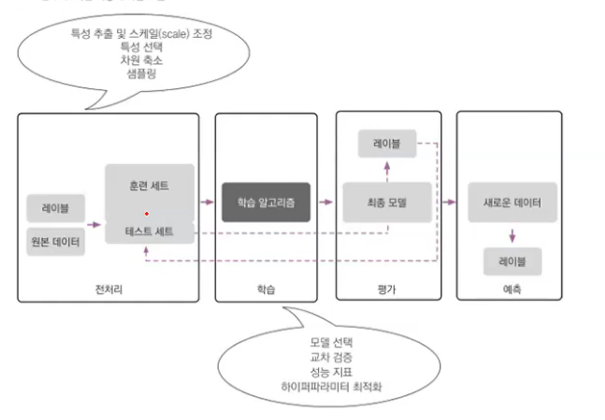 특성 추출 및 스케일(scale) 조정
특성 선택
차원 축소
샘플링
레이블
원본 데이터
훈련 세트
테스트 세트
전처리
학습 알고리즘
학습
레이블
최종 모델
평가
새로운 데이터
레이블
예측
모델 선택
교차 검증
성능 지표
하이퍼파라미터 최적화